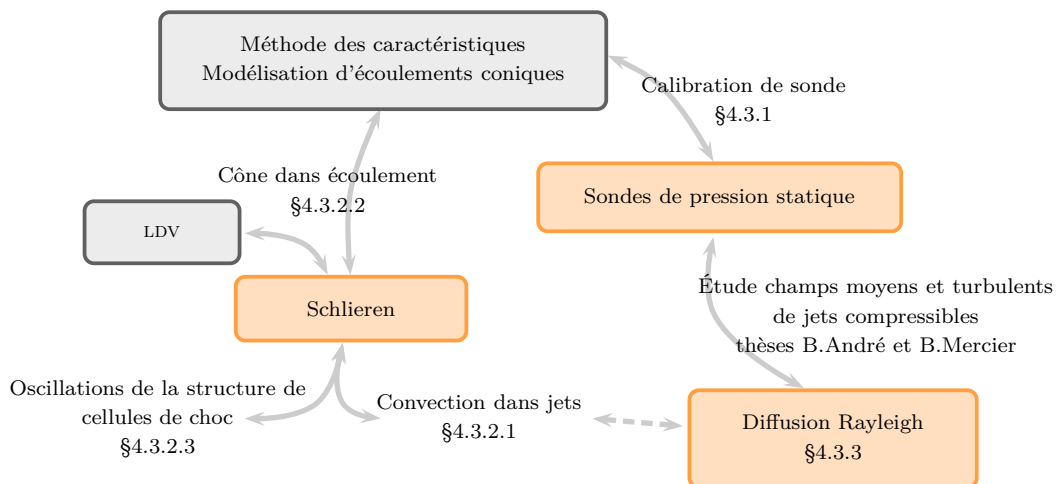 Méthode des caractéristiques
Modélisation d'écoulements coniques
Calibration de sonde
§4.3.1
Cône dans écoulement
§4.3.2.2
Sondes de pression statique
LDV
Schlieren
Étude champs moyens et turbulents
de jets compressibles
thèses B.André et B.Mercier
Oscillations de la structure de
cellules de choc
§4.3.2.3
Convection dans jets
§4.3.2.1
Diffusion Rayleigh
§4.3.3